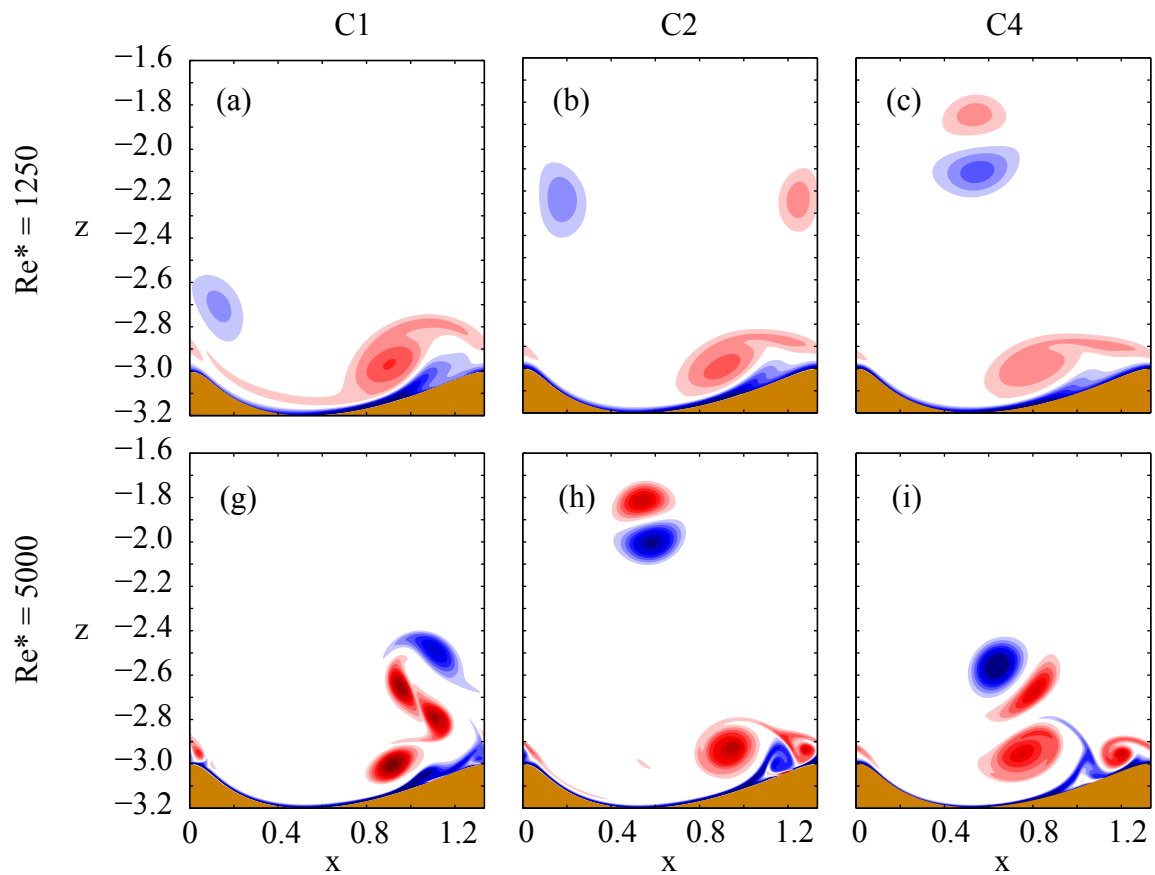 C1 C2 C4
Re* = 1250
z
−1.6
−1.8
−2.0
−2.2
−2.4
−2.6
−2.8
−3.0
−3.2
(a) (b) (c)
Re* = 5000
z
−1.6
−1.8
−2.0
−2.2
−2.4
−2.6
−2.8
−3.0
−3.2
(g) (h) (i)
0 0.4 0.8 1.2 0 0.4 0.8 1.2 0 0.4 0.8 1.2
x x x